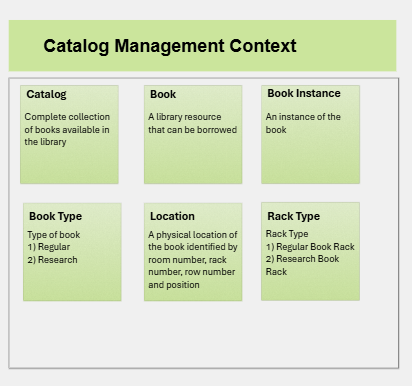 Catalog Management Context
Catalog
Complete collection
of books available in
the library
Book
A library resource
that can be borrowed
Book Instance
An instance of the
book
Book Type
Type of book
1) Regular
2) Research
Location
A physical location of
the book identified by
room number, rack
number, row number
and position
Rack Type
Rack Type
1) Regular Book Rack
2) Research Book
Rack